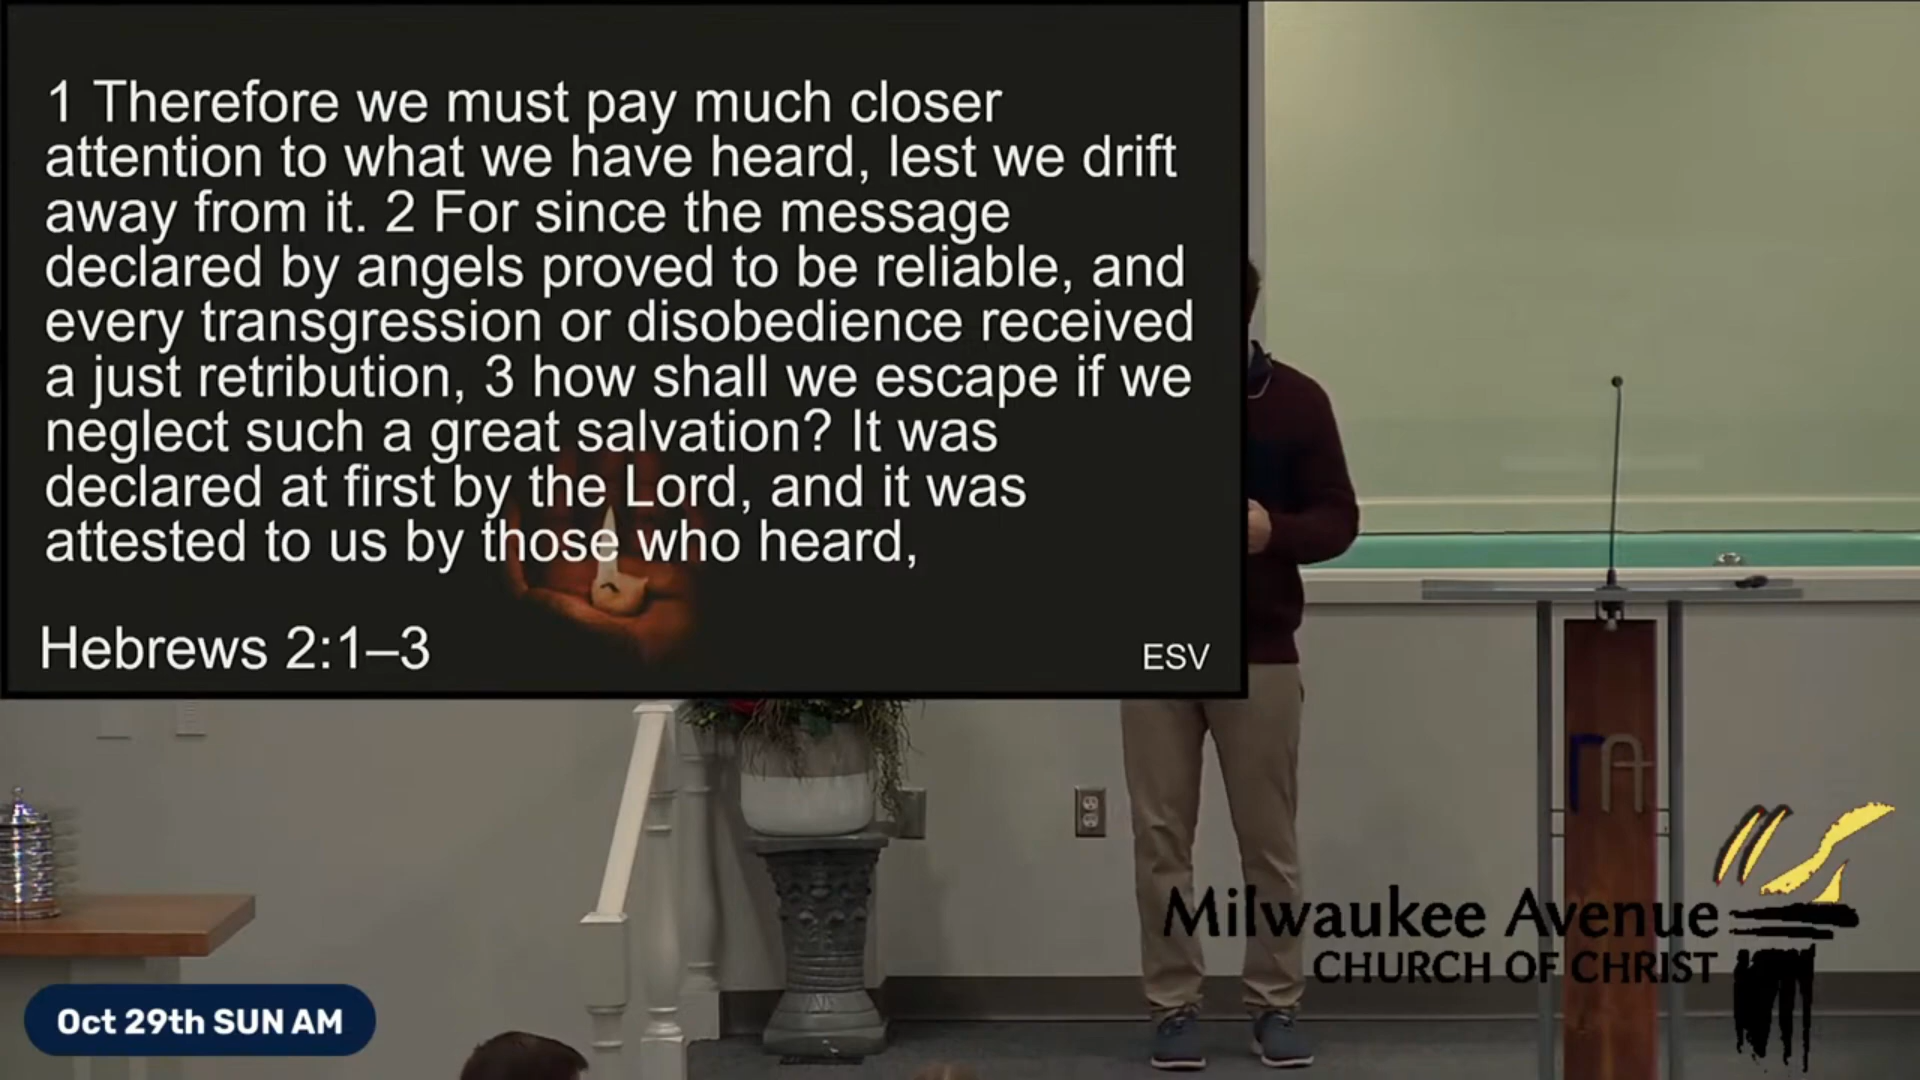 1 Therefore we must pay much closer
attention to what we have heard, lest we drift
away from it. 2 For since the message
declared by angels proved to be reliable, and
every transgression or disobedience received
a just retribution, 3 how shall we escape if we
neglect such a great salvation? It was
declared at first by the Lord, and it was
attested to us by those who heard,
Hebrews 2:1–3
ESV
Milwaukee Avenue
CHURCH OF CHRIST
Oct 29th SUN AM